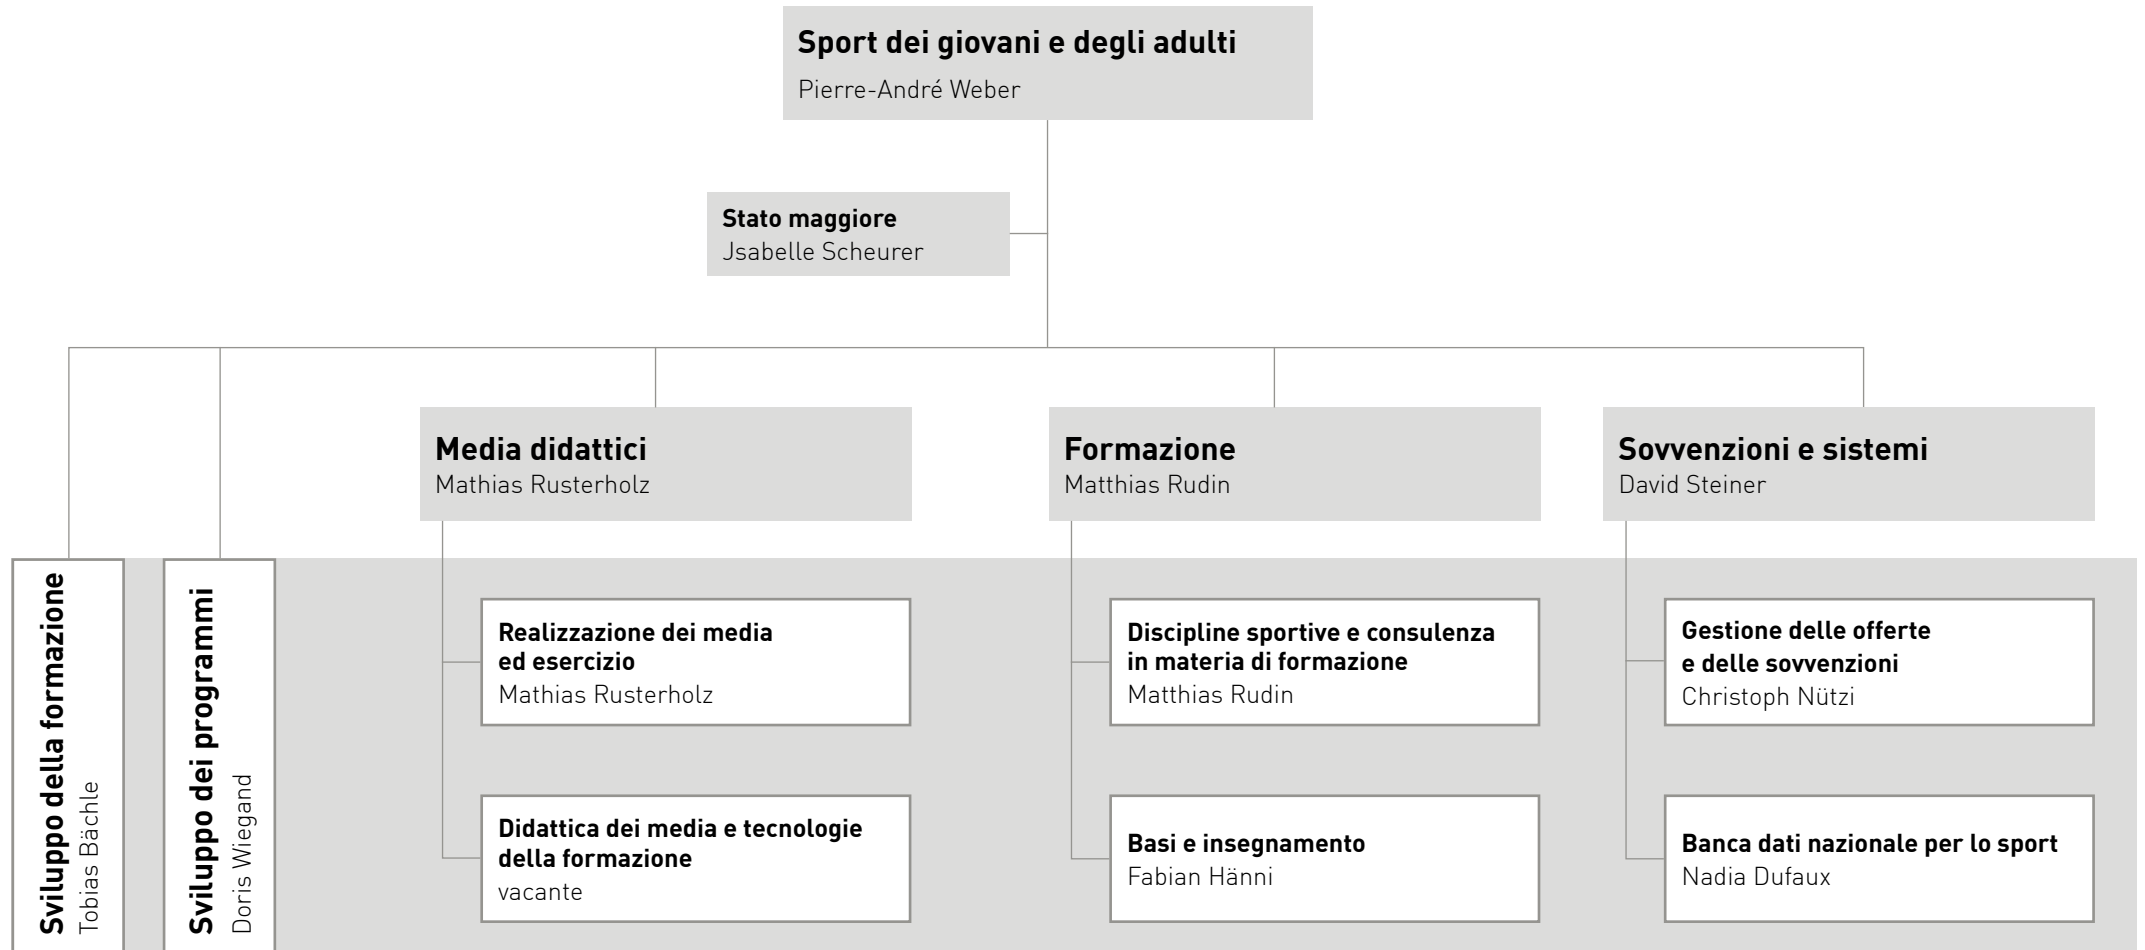 Sport dei giovani e degli adulti
Pierre-André Weber
Stato maggiore
Jsabelle Scheurer
Sviluppo della formazione
Tobias Bächle
Sviluppo dei programmi
Doris Wiegand
Media didattici
Mathias Rusterholz
Realizzazione dei media
ed esercizio
Mathias Rusterholz
Didattica dei media e tecnologie
della formazione
vacante
Formazione
Matthias Rudin
Discipline sportive e consulenza
in materia di formazione
Matthias Rudin
Basi e insegnamento
Fabian Hänni
Sovvenzioni e sistemi
David Steiner
Gestione delle offerte
e delle sovvenzioni
Christoph Nützi
Banca dati nazionale per lo sport
Nadia Dufaux